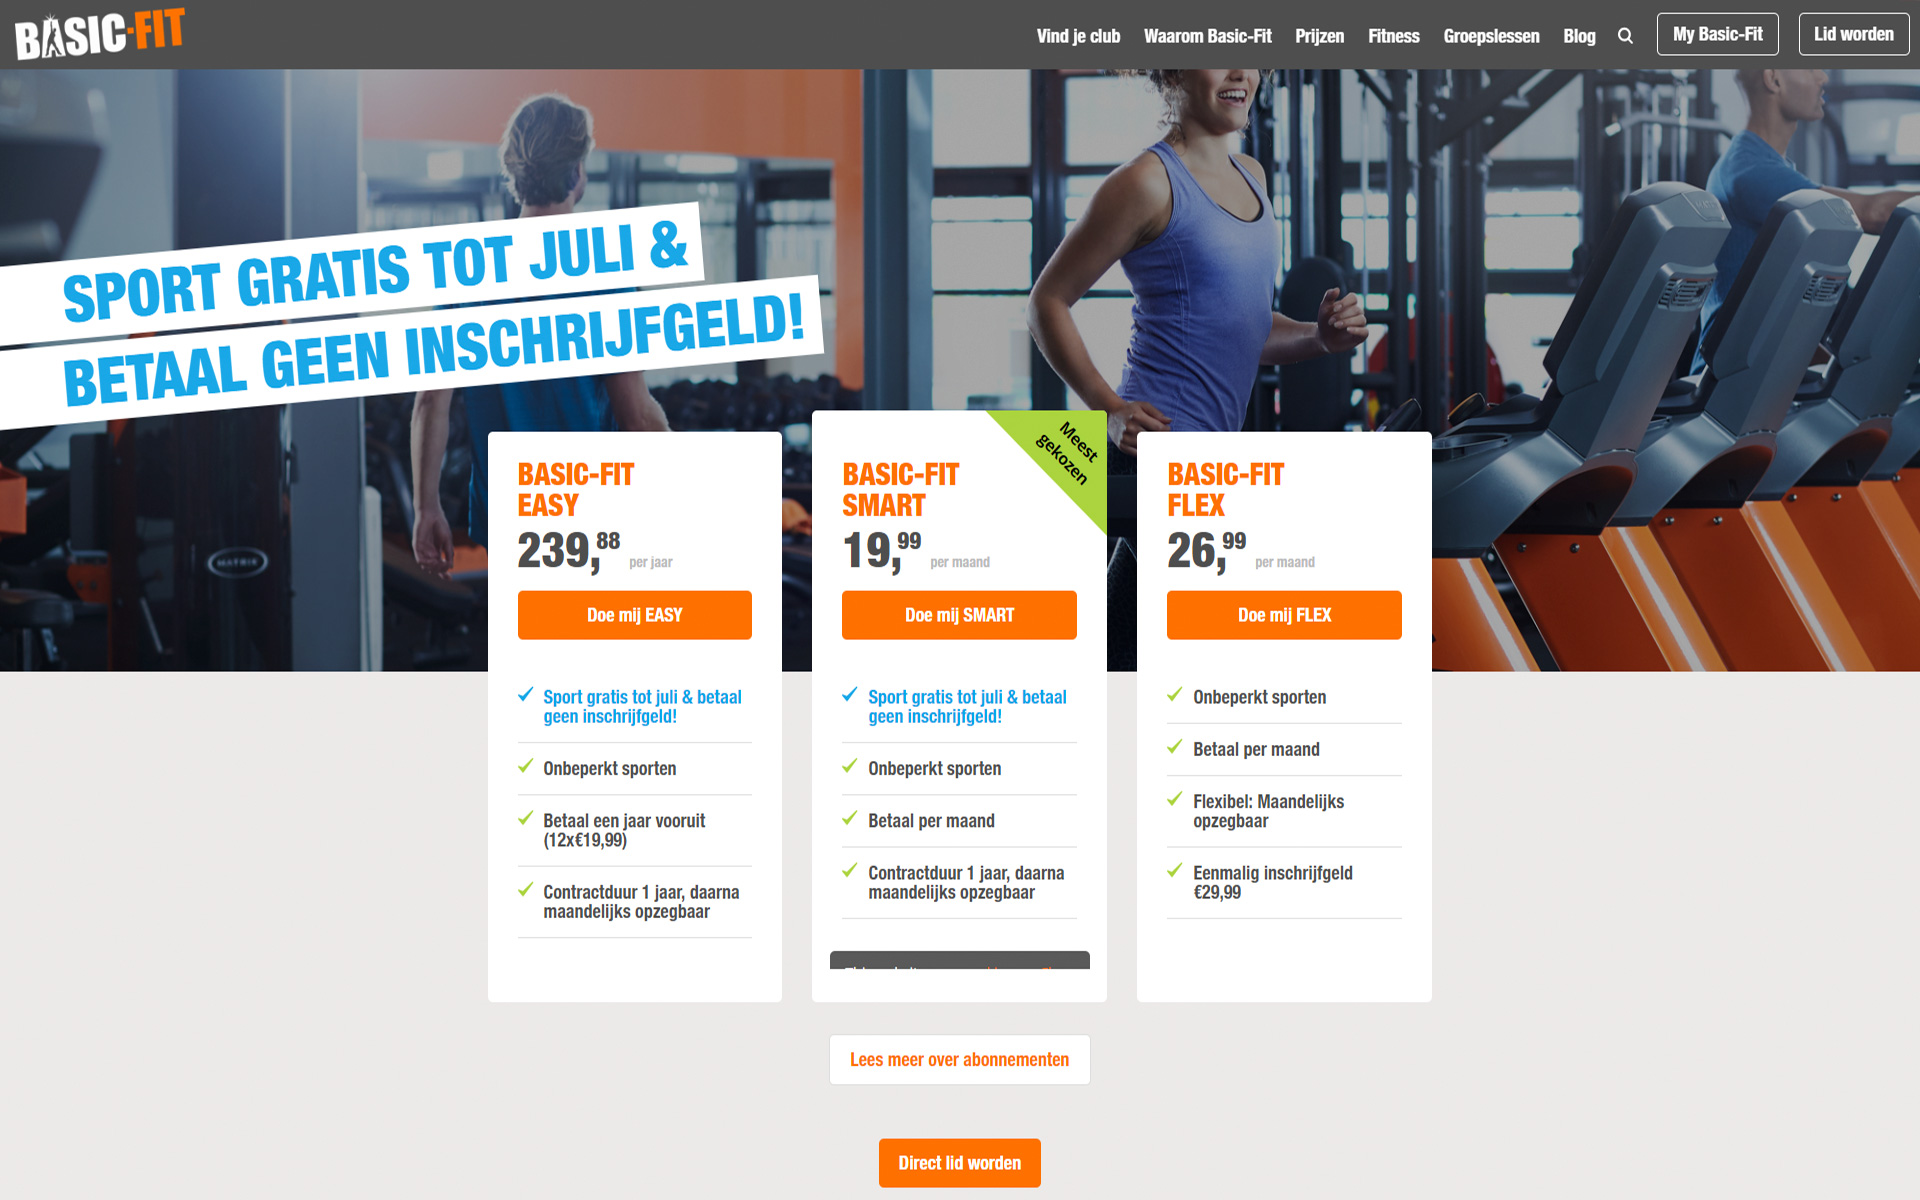 BASIC-FIT
Vind je club
Waarom Basic-Fit
Prijzen
Fitness
Groepslessen
Blog
My Basic-Fit
Lid worden
SPORT GRATIS TOT JULI &
BETAAL GEEN INSCHRIJFGELD!
MATRIX
BASIC-FIT
EASY
239,88 per jaar
Doe mij EASY
Sport gratis tot juli & betaal
geen inschrijfgeld!
Onbeperkt sporten
Betaal een jaar vooruit
(12x€19,99)
Contractduur 1 jaar, daarna
maandelijks opzegbaar
Meest
gekozen
BASIC-FIT
SMART
19,99 per maand
Doe mij SMART
Sport gratis tot juli & betaal
geen inschrijfgeld!
Onbeperkt sporten
Betaal per maand
Contractduur 1 jaar, daarna
maandelijks opzegbaar
BASIC-FIT
FLEX
26,99 per maand
Doe mij FLEX
Onbeperkt sporten
Betaal per maand
Flexibel: Maandelijks
opzegbaar
Eenmalig inschrijfgeld
€29,99
Lees meer over abonnementen
Direct lid worden